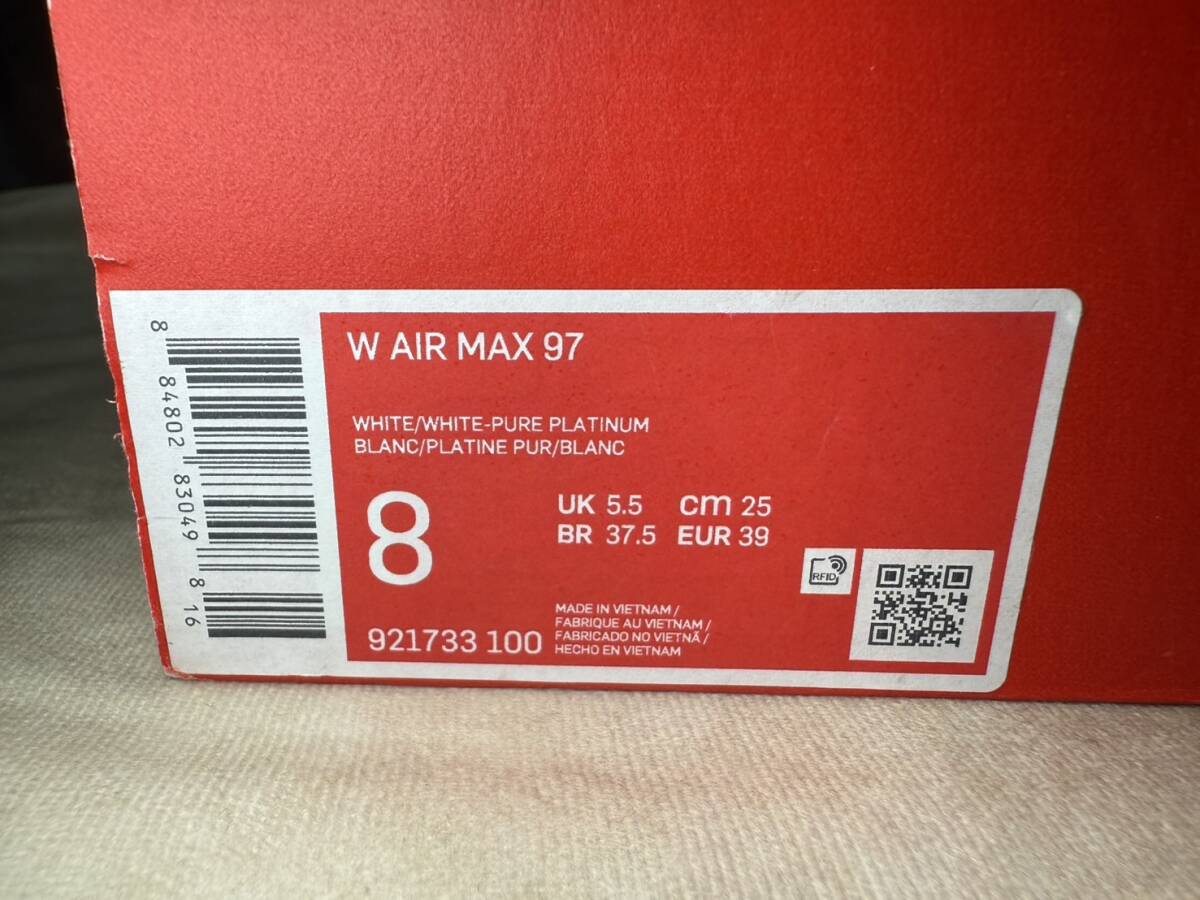 W AIR MAX 97
WHITE/WHITE-PURE PLATINUM
BLANC/PLATINE PUR/BLANC
8
UK 5.5 cm 25
BR 37.5 EUR 39
RFID
921733 100
MADE IN VIETNAM /
FABRIQUE AU VIETNAM /
FABRICADO NO VIETNÃ /
HECHO EN VIETNAM
8 84802 83049 8 16